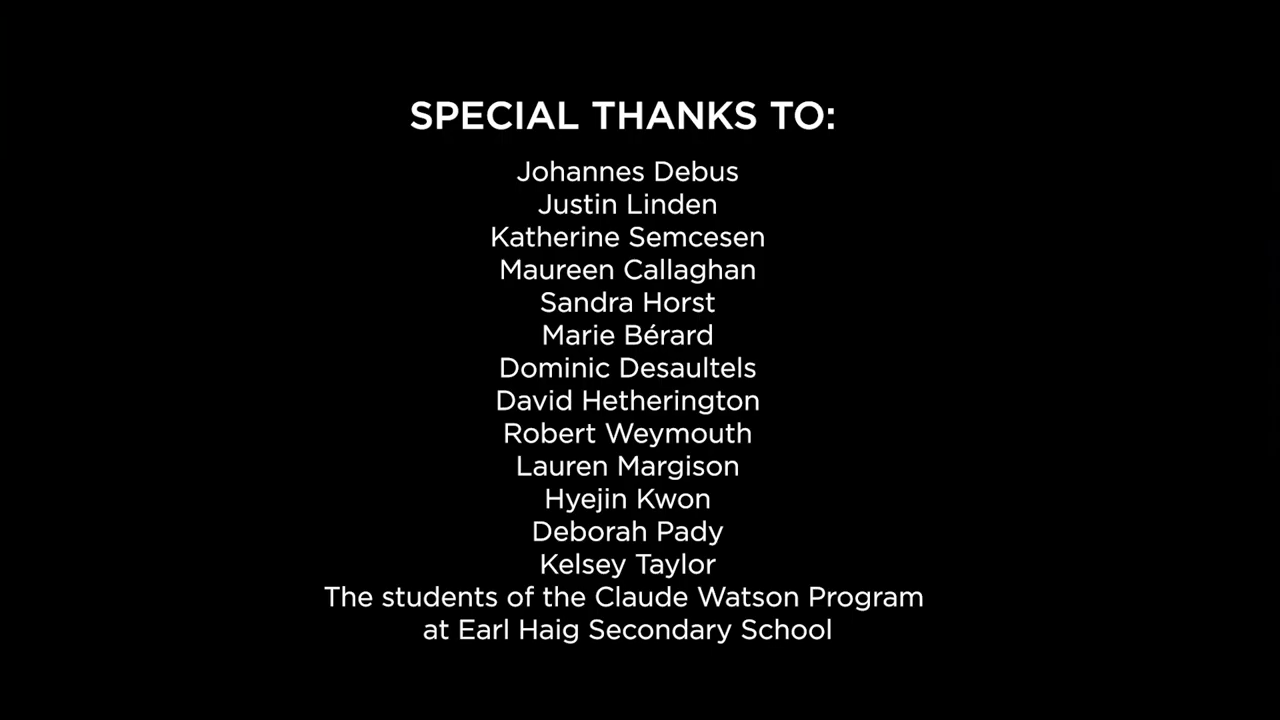 SPECIAL THANKS TO:
Johannes Debus
Justin Linden
Katherine Semcesen
Maureen Callaghan
Sandra Horst
Marie Bérard
Dominic Desaultels
David Hetherington
Robert Weymouth
Lauren Margison
Hyejin Kwon
Deborah Pady
Kelsey Taylor
The students of the Claude Watson Program
at Earl Haig Secondary School